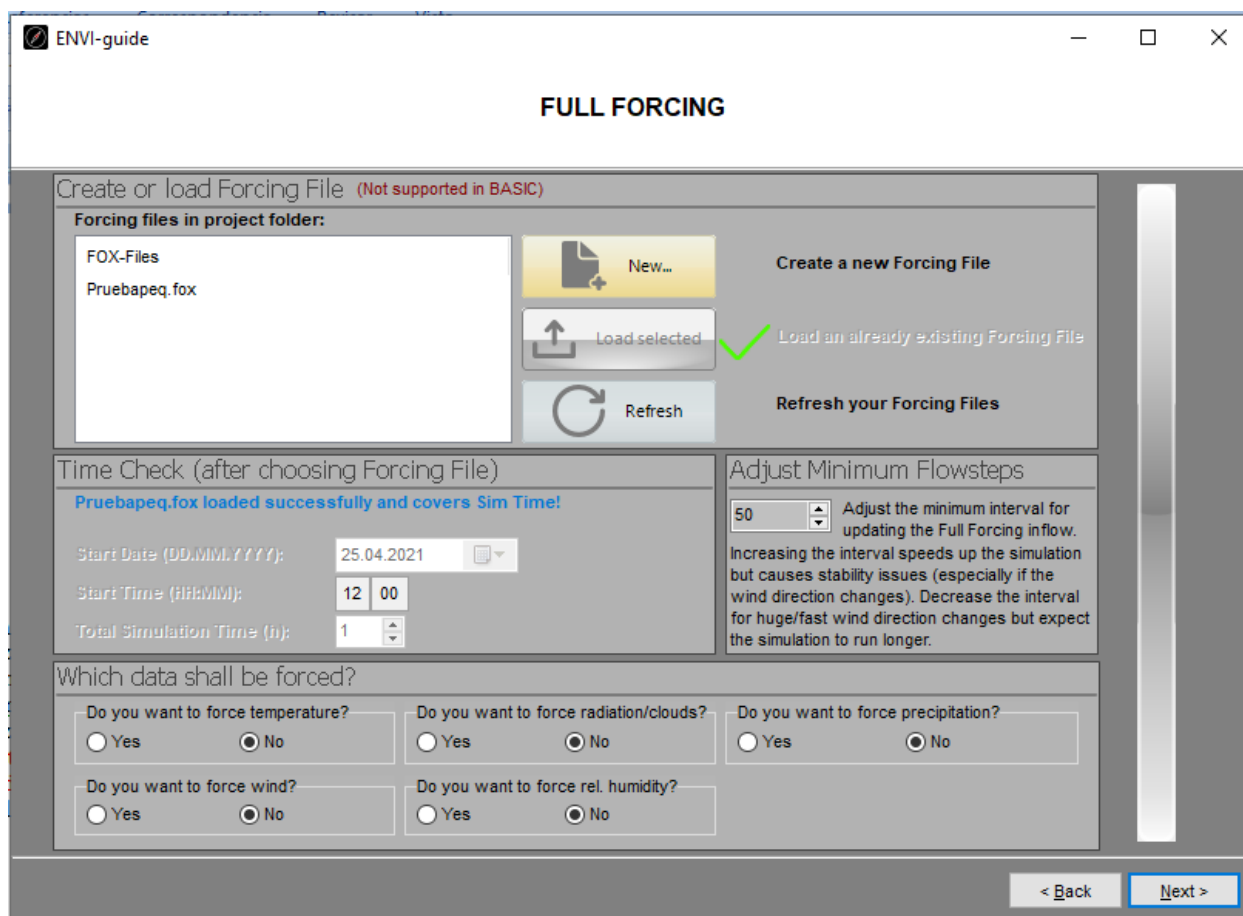 ENVI-guide
FULL FORCING
Create or load Forcing File (Not supported in BASIC)
Forcing files in project folder:
FOX-Files
Pruebapeq.fox
New...
Create a new Forcing File
Load selected
Load an already existing Forcing File
Refresh
Refresh your Forcing Files
Time Check (after choosing Forcing File)
Pruebapeq.fox loaded successfully and covers Sim Time!
Start Date (DD.MM.YYYY):
25.04.2021
Start Time (HH:MM):
12 00
Total Simulation Time (h):
1
Adjust Minimum Flowsteps
50
Adjust the minimum interval for
updating the Full Forcing inflow.
Increasing the interval speeds up the simulation
but causes stability issues (especially if the
wind direction changes). Decrease the interval
for huge/fast wind direction changes but expect
the simulation to run longer.
Which data shall be forced?
Do you want to force temperature?
Yes No
Do you want to force radiation/clouds?
Yes No
Do you want to force precipitation?
Yes No
Do you want to force wind?
Yes No
Do you want to force rel. humidity?
Yes No
< Back
Next >